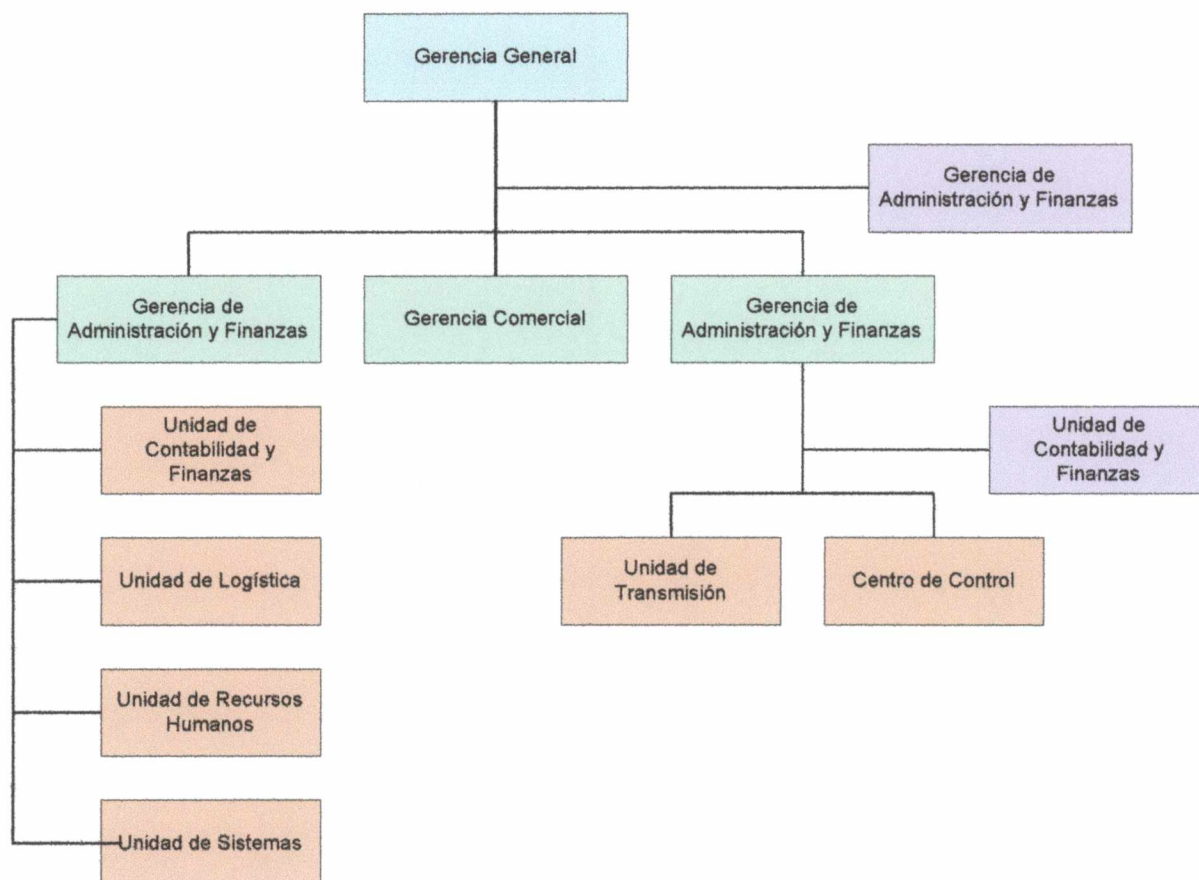 Gerencia General
Gerencia de
Administración y Finanzas
Gerencia de
Administración y Finanzas
Gerencia Comercial
Gerencia de
Administración y Finanzas
Unidad de
Contabilidad y
Finanzas
Unidad de
Contabilidad y
Finanzas
Unidad de Logística
Unidad de
Transmisión
Centro de Control
Unidad de Recursos
Humanos
Unidad de Sistemas